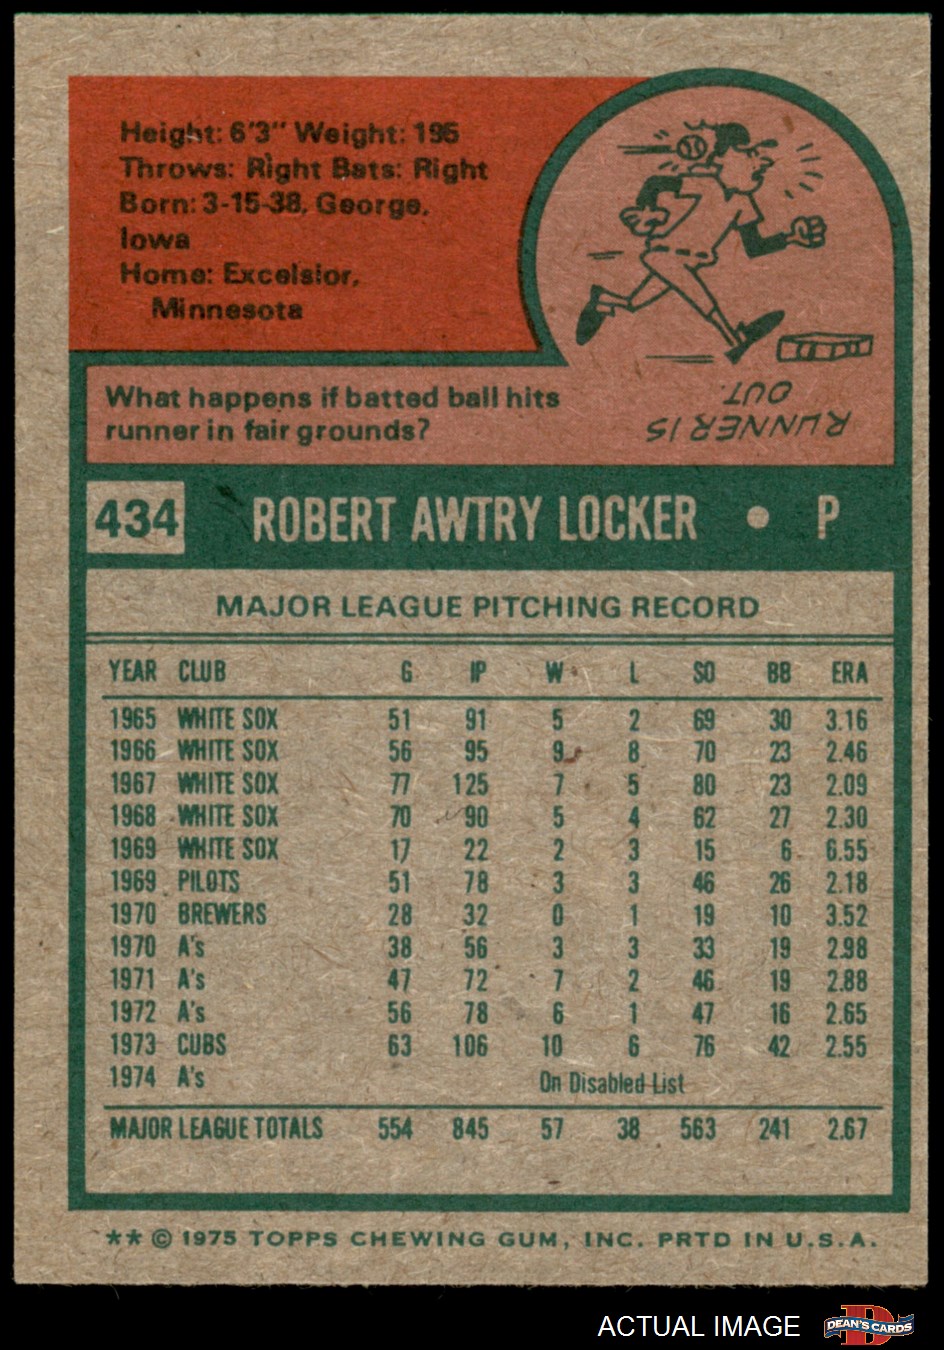 Height: 6'3" Weight: 195
Throws: Right Bats: Right
Born: 3-15-38, George,
Iowa
Home: Excelsior,
Minnesota
What happens if batted ball hits
runner in fair grounds?
RUNNER IS
OUT.
434 ROBERT AWTRY LOCKER • P
MAJOR LEAGUE PITCHING RECORD
YEAR CLUB G IP W L SO BB ERA
1965 WHITE SOX 51 91 5 2 69 30 3.16
1966 WHITE SOX 56 95 9 8 70 23 2.46
1967 WHITE SOX 77 125 7 5 80 23 2.09
1968 WHITE SOX 70 90 5 4 62 27 2.30
1969 WHITE SOX 17 22 2 3 15 6 6.55
1969 PILOTS 51 78 3 3 46 26 2.18
1970 BREWERS 28 32 0 1 19 10 3.52
1970 A's 38 56 3 3 33 19 2.98
1971 A's 47 72 7 2 46 19 2.88
1972 A's 56 78 6 1 47 16 2.65
1973 CUBS 63 106 10 6 76 42 2.55
1974 A's On Disabled List
MAJOR LEAGUE TOTALS 554 845 57 38 563 241 2.67
** © 1975 TOPPS CHEWING GUM, INC. PRTD IN U.S.A.
ACTUAL IMAGE DEAN'S CARDS